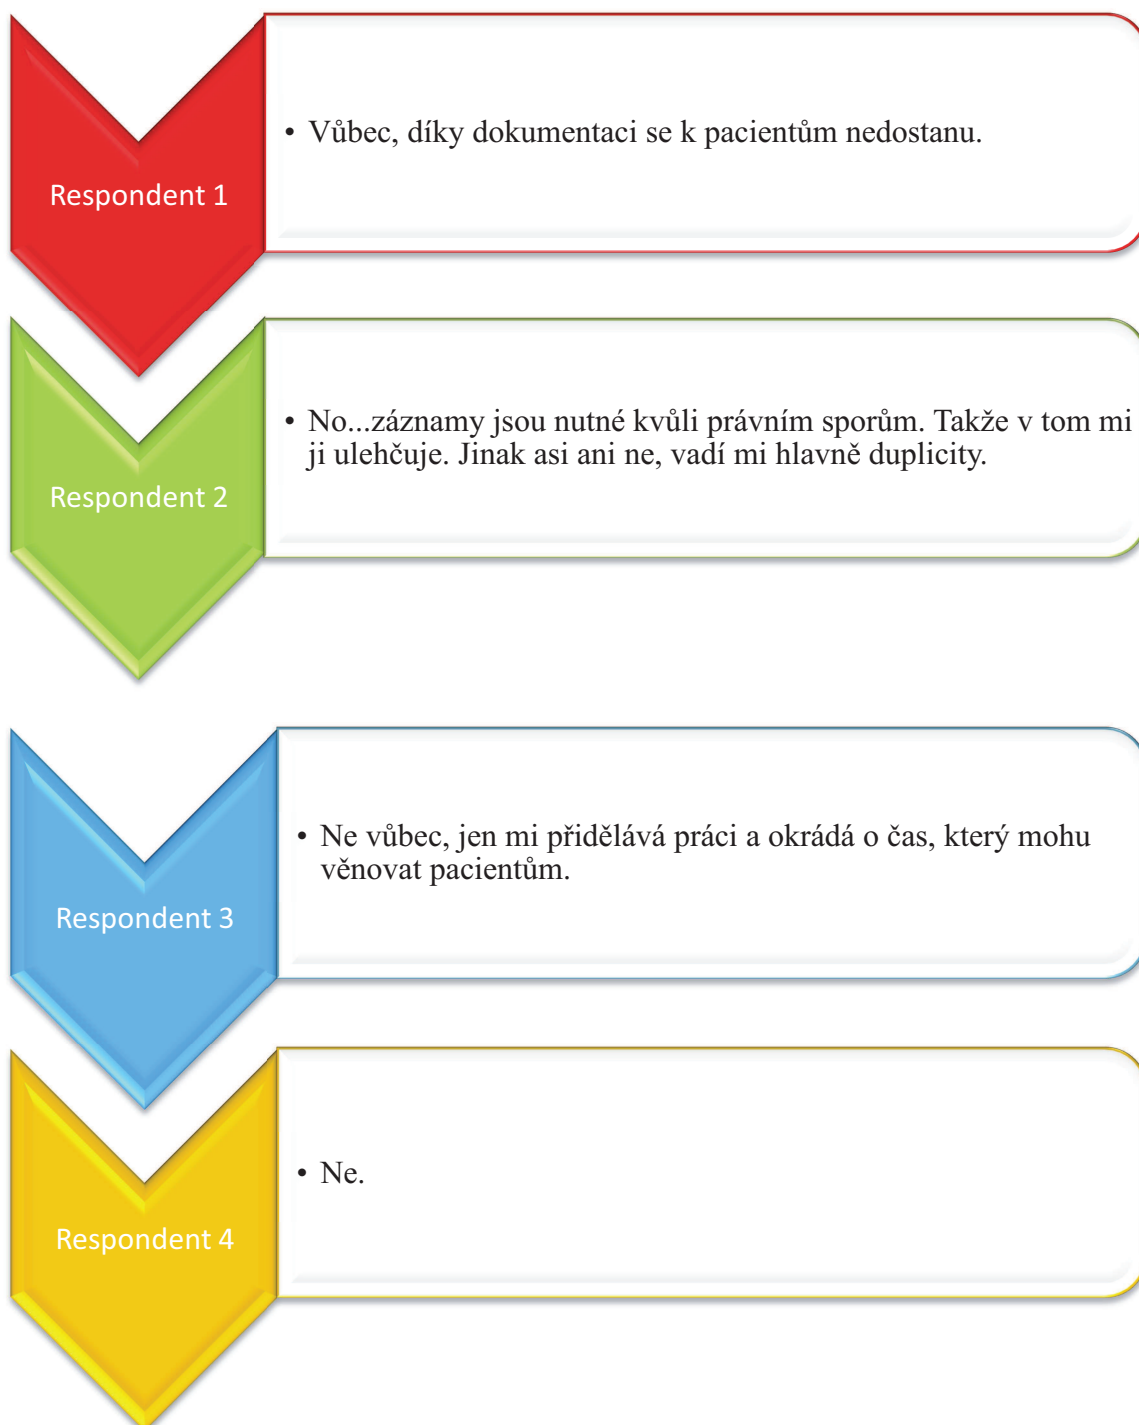 Respondent 1
• Vůbec, díky dokumentaci se k pacientům nedostanu.
Respondent 2
• No...záznamy jsou nutné kvůli právním sporům. Takže v tom mi
ji ulehčuje. Jinak asi ani ne, vadí mi hlavně duplicity.
Respondent 3
• Ne vůbec, jen mi přidělává práci a okrádá o čas, který mohu
věnovat pacientům.
Respondent 4
• Ne.